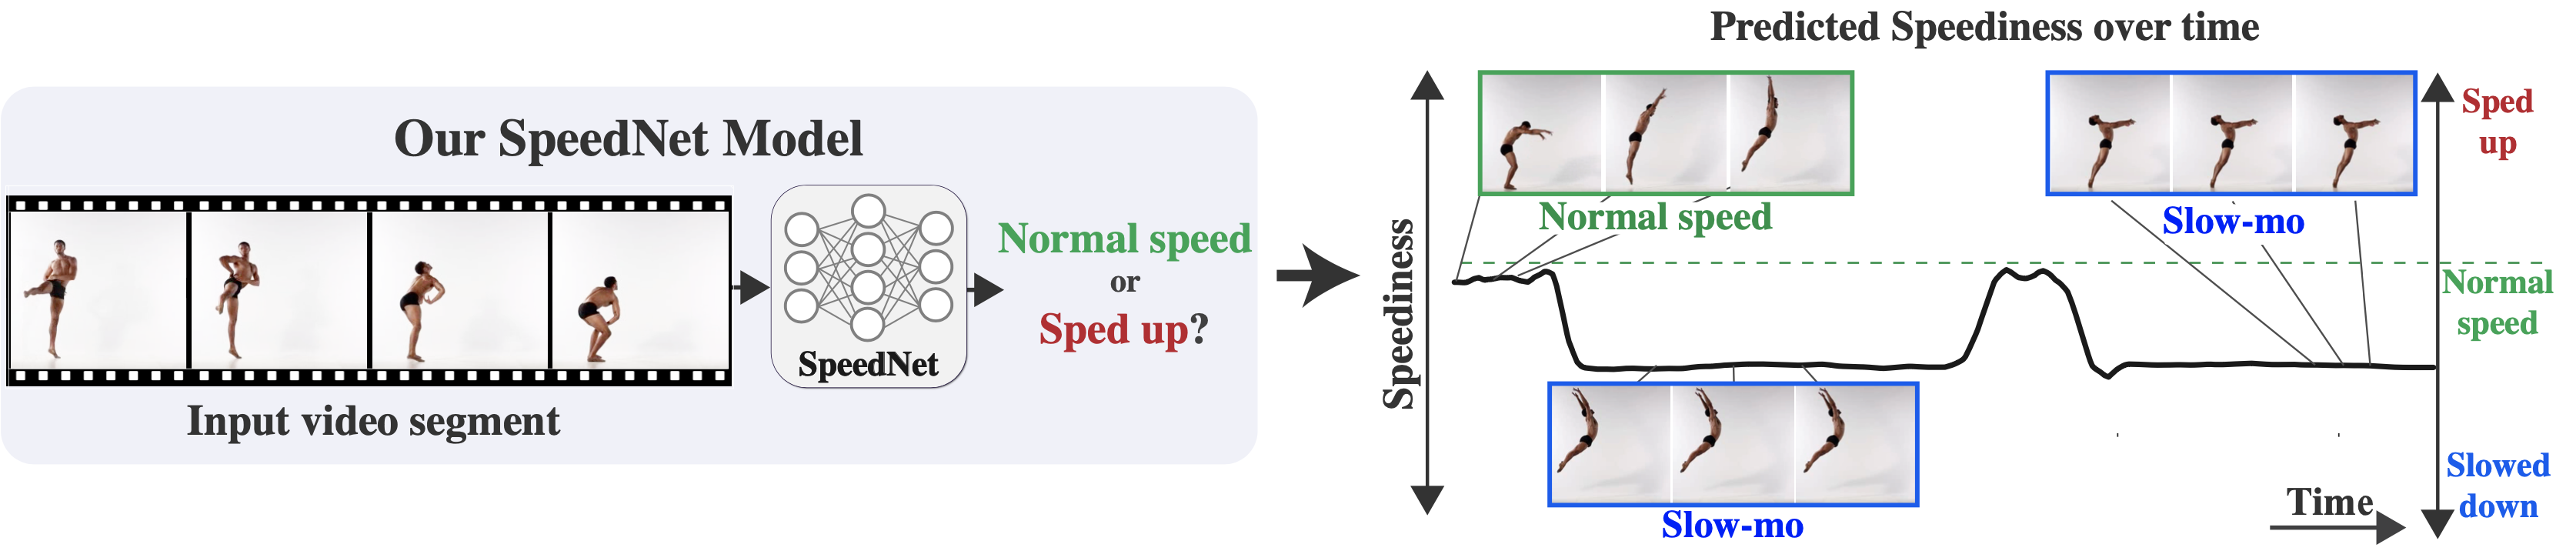 Our SpeedNet Model
SpeedNet
Input video segment
Normal speed
or
Sped up?
Predicted Speediness over time
Speediness
Normal speed
Slow-mo
Slow-mo
Sped
up
Normal
speed
Slowed
down
Time